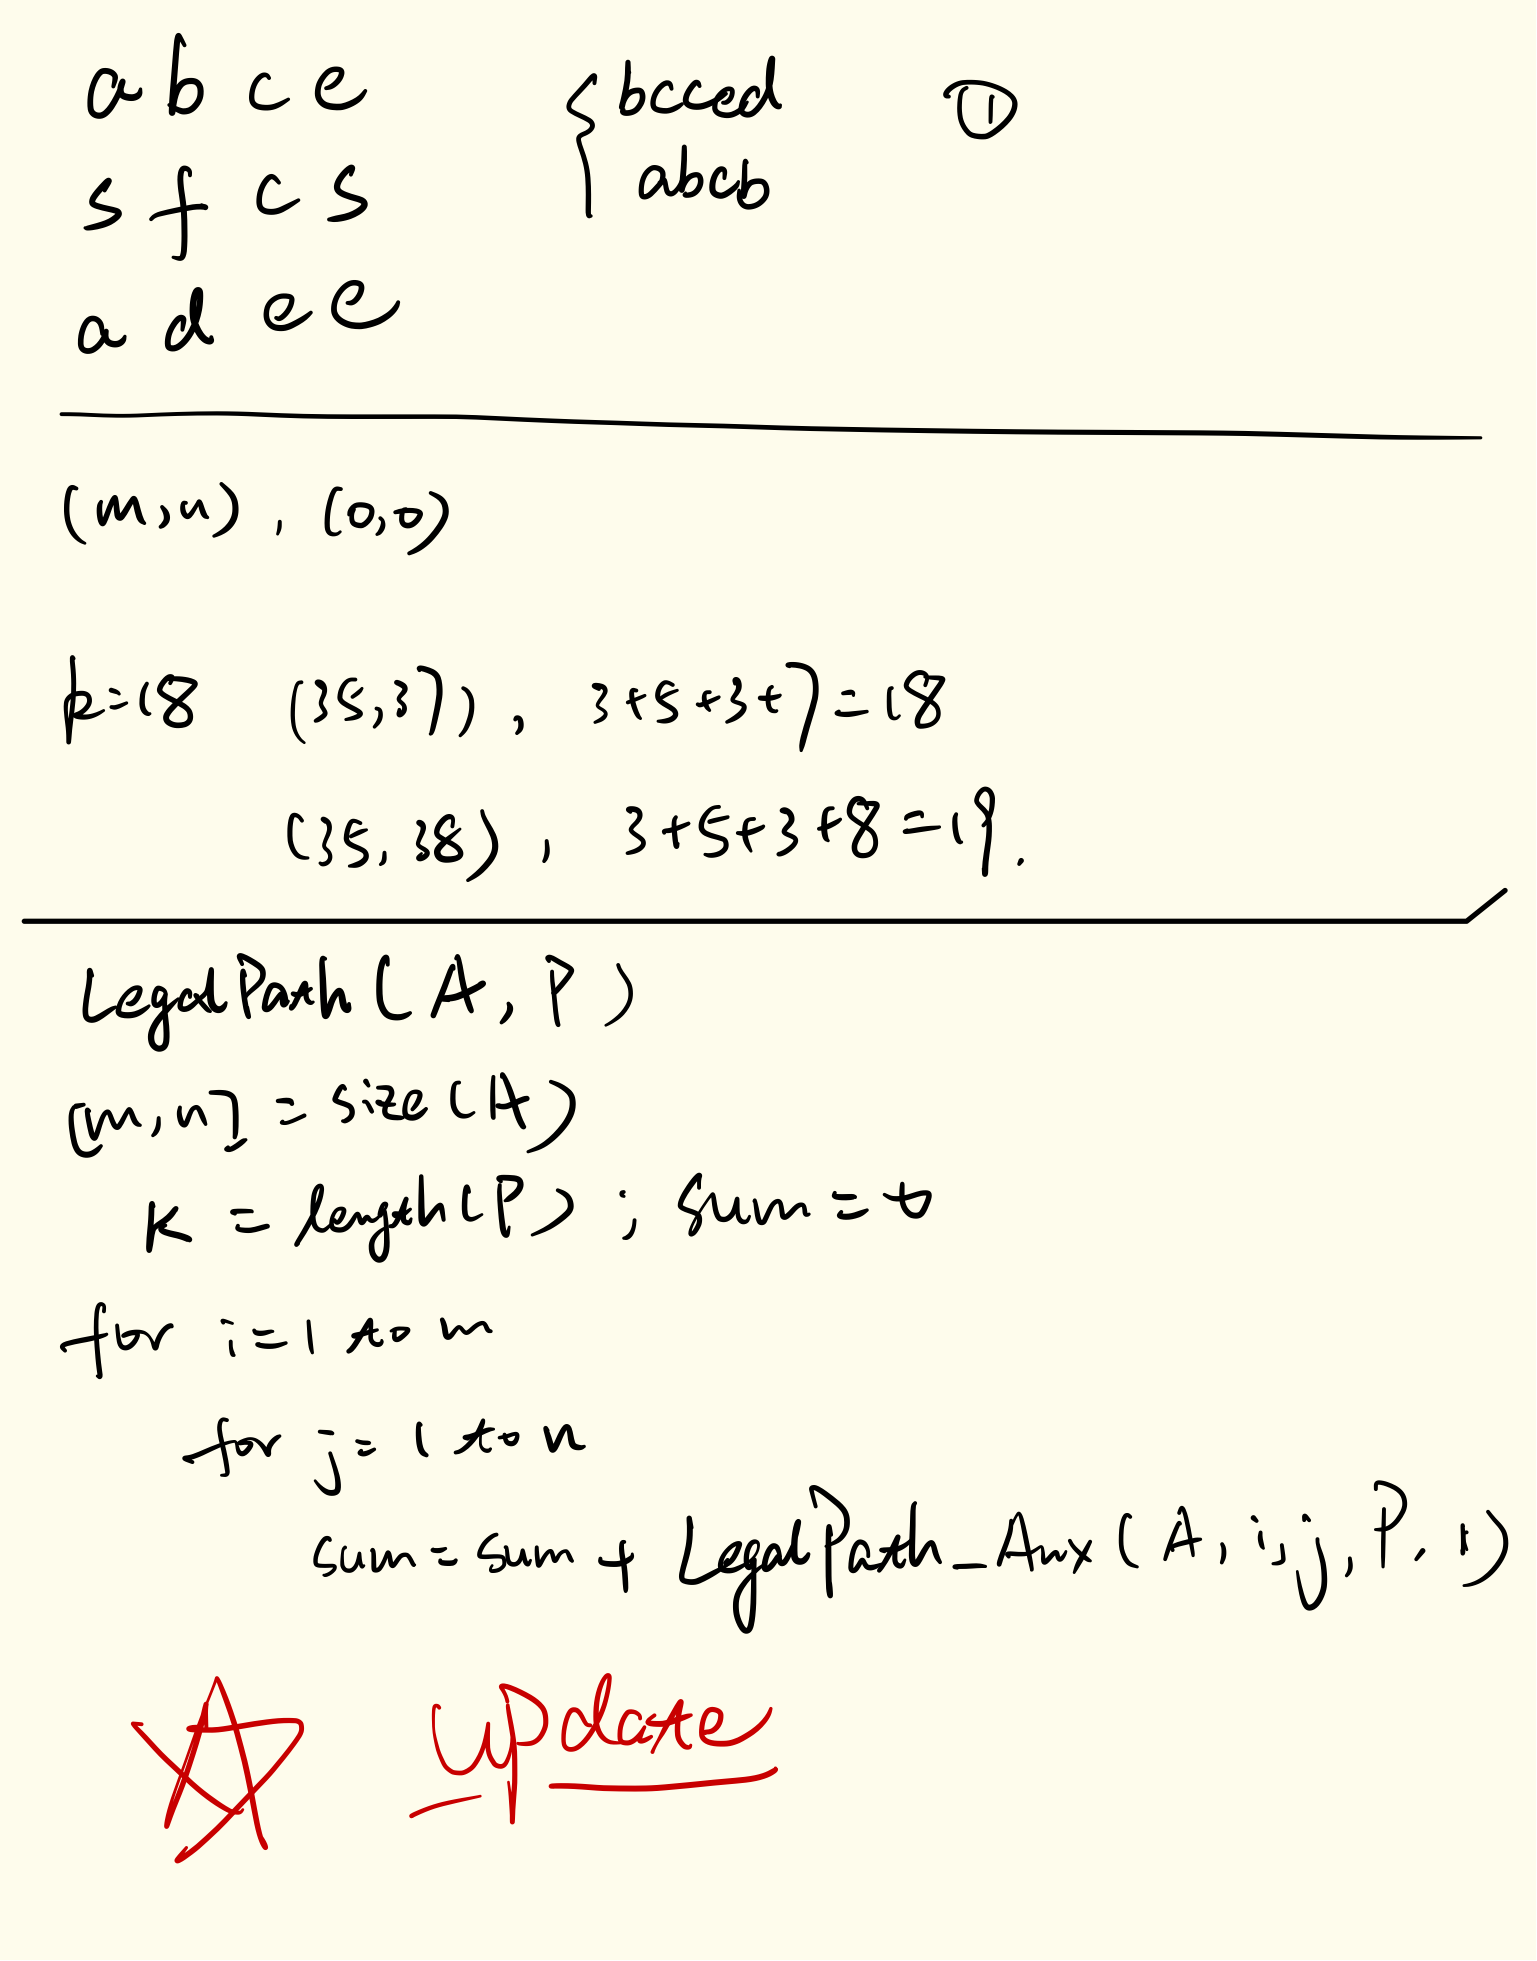 a b c e
s f c s
a d e e
{ bcced
abcb
①
(m,n), (0,0)
k=18 (35,37), 3+5+3+7=18
(35,38), 3+5+3+8=19.
LegalPath(A, P)
[m,n] = size(A)
K = length(P); sum=0
for i=1 to m
for j=1 to n
sum=sum + LegalPath_Aux(A, i, j, P, 1)
update